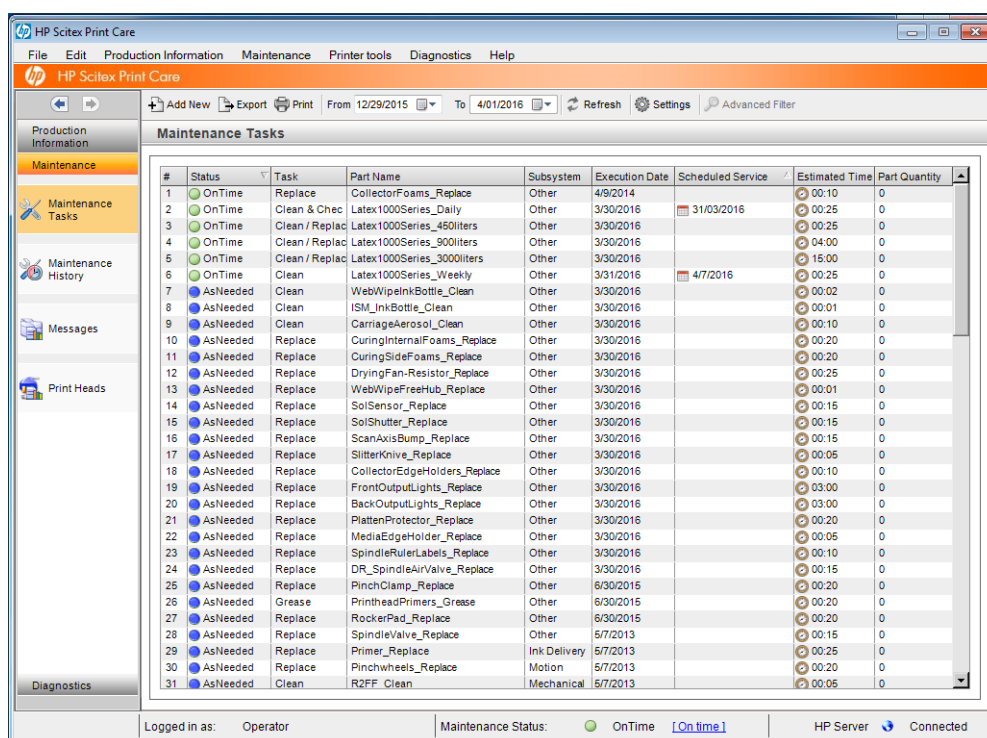 HP Scitex Print Care
File Edit Production Information Maintenance Printer tools Diagnostics Help
hp HP Scitex Print Care
Add New Export Print From 12/29/2015 To 4/01/2016 Refresh Settings Advanced Filter
Production Information
Maintenance
Maintenance Tasks
Maintenance History
Messages
Print Heads
Diagnostics
Maintenance Tasks
# Status Task Part Name Subsystem Execution Date Scheduled Service Estimated Time Part Quantity
1 OnTime Replace CollectorFoams_Replace Other 4/9/2014 00:10 0
2 OnTime Clean & Chec Latex1000Series_Daily Other 3/30/2016 31/03/2016 00:25 0
3 OnTime Clean / Replac Latex1000Series_450liters Other 3/30/2016 00:25 0
4 OnTime Clean / Replac Latex1000Series_900liters Other 3/30/2016 04:00 0
5 OnTime Clean / Replac Latex1000Series_3000liters Other 3/30/2016 15:00 0
6 OnTime Clean Latex1000Series_Weekly Other 3/31/2016 4/7/2016 00:25 0
7 AsNeeded Clean WebWipeInkBottle_Clean Other 3/30/2016 00:02 0
8 AsNeeded Clean ISM_InkBottle_Clean Other 3/30/2016 00:01 0
9 AsNeeded Clean CarriageAerosol_Clean Other 3/30/2016 00:10 0
10 AsNeeded Replace CuringInternalFoams_Replace Other 3/30/2016 00:20 0
11 AsNeeded Replace CuringSideFoams_Replace Other 3/30/2016 00:20 0
12 AsNeeded Replace DryingFan-Resistor_Replace Other 3/30/2016 00:25 0
13 AsNeeded Replace WebWipeFreeHub_Replace Other 3/30/2016 00:01 0
14 AsNeeded Replace SolSensor_Replace Other 3/30/2016 00:15 0
15 AsNeeded Replace SolShutter_Replace Other 3/30/2016 00:15 0
16 AsNeeded Replace ScanAxisBump_Replace Other 3/30/2016 00:15 0
17 AsNeeded Replace SlitterKnive_Replace Other 3/30/2016 00:05 0
18 AsNeeded Replace CollectorEdgeHolders_Replace Other 3/30/2016 00:10 0
19 AsNeeded Replace FrontOutputLights_Replace Other 3/30/2016 03:00 0
20 AsNeeded Replace BackOutputLights_Replace Other 3/30/2016 03:00 0
21 AsNeeded Replace PlattenProtector_Replace Other 3/30/2016 00:20 0
22 AsNeeded Replace MediaEdgeHolder_Replace Other 3/30/2016 00:05 0
23 AsNeeded Replace SpindleRulerLabels_Replace Other 3/30/2016 00:10 0
24 AsNeeded Replace DR_SpindleAirValve_Replace Other 3/30/2016 00:15 0
25 AsNeeded Replace PinchClamp_Replace Other 6/30/2015 00:20 0
26 AsNeeded Grease PrintheadPrimers_Grease Other 6/30/2015 00:20 0
27 AsNeeded Replace RockerPad_Replace Other 6/30/2015 00:20 0
28 AsNeeded Replace SpindleValve_Replace Other 5/7/2013 00:15 0
29 AsNeeded Replace Primer_Replace Ink Delivery 5/7/2013 00:25 0
30 AsNeeded Replace Pinchwheels_Replace Motion 5/7/2013 00:20 0
31 AsNeeded Clean R2FF_Clean Mechanical 5/7/2013 00:05 0
Logged in as: Operator Maintenance Status: OnTime [ On time ] HP Server Connected